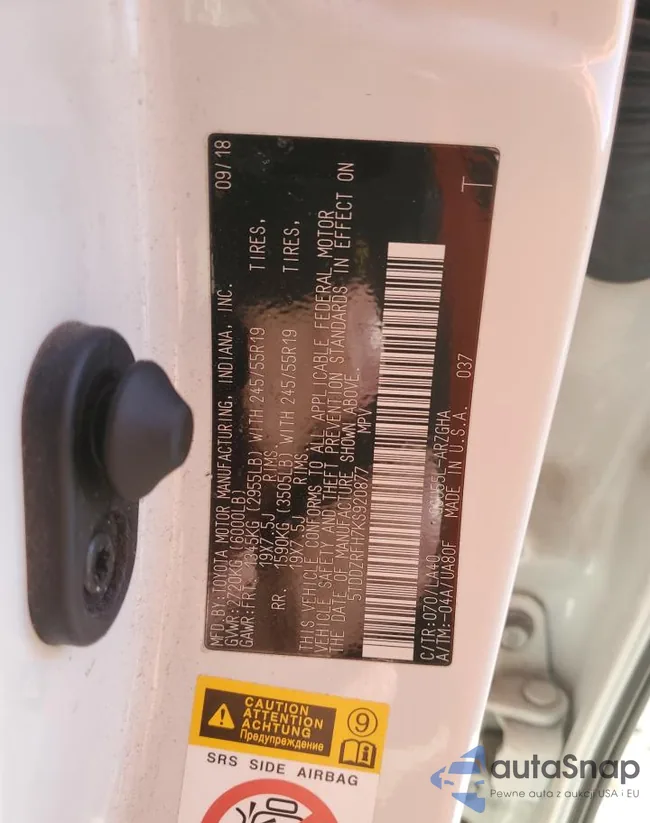 MFD.BY:TOYOTA MOTOR MANUFACTURING, INDIANA, INC. 09/18
GVWR:2720KG (6000LB)
GAWR:FRT. 1345KG (2955LB) WITH 245/55R19 TIRES,
19X7.5J RIMS,
RR. 1590KG (3505LB) WITH 245/55R19 TIRES,
19X7.5J RIMS.
THIS VEHICLE CONFORMS TO ALL APPLICABLE FEDERAL MOTOR
VEHICLE SAFETY AND THEFT PREVENTION STANDARDS IN EFFECT ON
THE DATE OF MANUFACTURE SHOWN ABOVE.
5TDDZRFH7KS920877 MPV
C/TR:070/LA40 GSU55L-ARZGHA
A/TM:-04A/UA80F MADE IN U.S.A. 037 T
CAUTION
ATTENTION
ACHTUNG
Предупреждение
9
SRS SIDE AIRBAG
autaSnap
Pewne auta z aukcji USA i EU